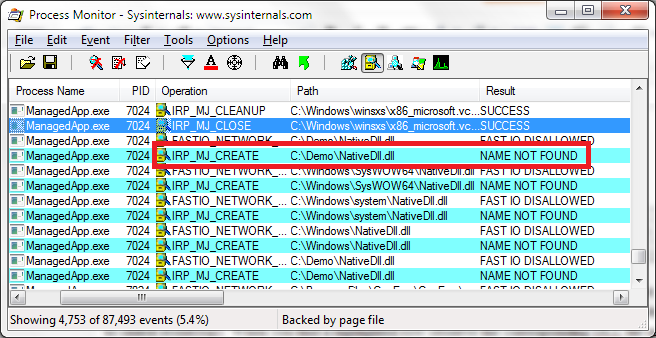 Process Monitor - Sysinternals: www.sysinternals.com
File Edit Event Filter Tools Options Help
Process Name PID Operation Path Result
ManagedApp.exe 7024 IRP_MJ_CLEANUP C:\Windows\winsxs\x86_microsoft.vc... SUCCESS
ManagedApp.exe 7024 IRP_MJ_CLOSE C:\Windows\winsxs\x86_microsoft.vc... SUCCESS
ManagedApp.exe 7024 FASTIO_NETWORK_... C:\Demo\NativeDll.dll FAST IO DISALLOWED
ManagedApp.exe 7024 IRP_MJ_CREATE C:\Demo\NativeDll.dll NAME NOT FOUND
ManagedApp.exe 7024 FASTIO_NETWORK_... C:\Windows\SysWOW64\NativeDll.dll FAST IO DISALLOWED
ManagedApp.exe 7024 IRP_MJ_CREATE C:\Windows\SysWOW64\NativeDll.dll NAME NOT FOUND
ManagedApp.exe 7024 FASTIO_NETWORK_... C:\Windows\system\NativeDll.dll FAST IO DISALLOWED
ManagedApp.exe 7024 IRP_MJ_CREATE C:\Windows\system\NativeDll.dll NAME NOT FOUND
ManagedApp.exe 7024 FASTIO_NETWORK_... C:\Windows\NativeDll.dll FAST IO DISALLOWED
ManagedApp.exe 7024 IRP_MJ_CREATE C:\Windows\NativeDll.dll NAME NOT FOUND
ManagedApp.exe 7024 FASTIO_NETWORK_... C:\Demo\NativeDll.dll FAST IO DISALLOWED
ManagedApp.exe 7024 IRP_MJ_CREATE C:\Demo\NativeDll.dll NAME NOT FOUND
ManagedApp.exe 7024 FASTIO_NETWORK_... FAST IO DISALLOWED
Showing 4,753 of 87,493 events (5.4%) Backed by page file